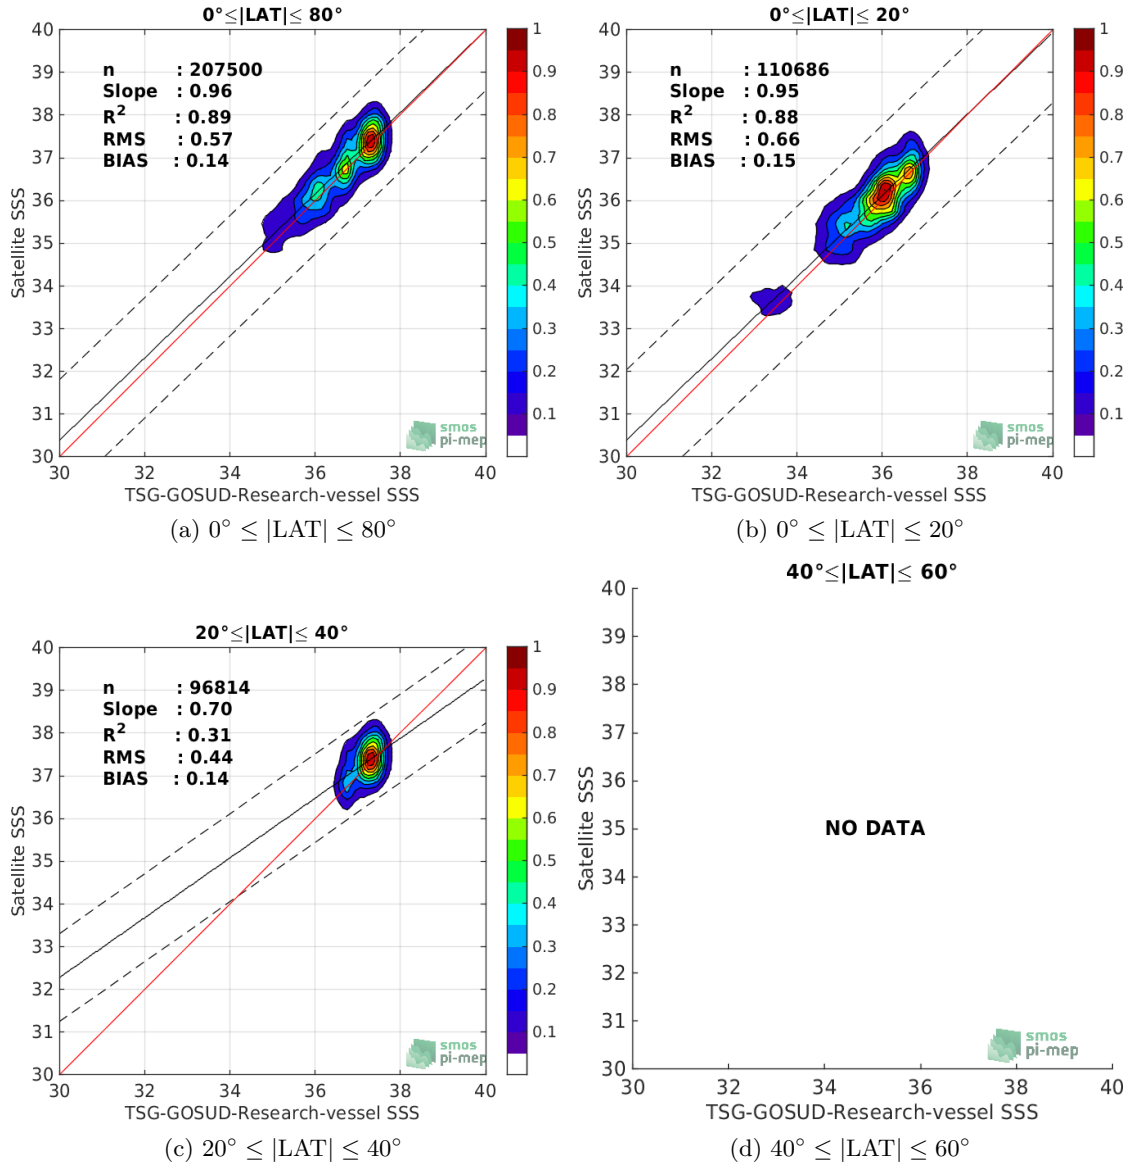 0°≤|LAT|≤ 80°
40
39
38
37
36
35
34
33
32
31
30
Satellite SSS
n : 207500
Slope : 0.96
R² : 0.89
RMS : 0.57
BIAS : 0.14
smos
pi-mep
30 32 34 36 38 40
TSG-GOSUD-Research-vessel SSS
1
0.9
0.8
0.7
0.6
0.5
0.4
0.3
0.2
0.1
(a) 0° ≤ |LAT| ≤ 80°
0°≤|LAT|≤ 20°
40
39
38
37
36
35
34
33
32
31
30
Satellite SSS
n : 110686
Slope : 0.95
R² : 0.88
RMS : 0.66
BIAS : 0.15
smos
pi-mep
30 32 34 36 38 40
TSG-GOSUD-Research-vessel SSS
1
0.9
0.8
0.7
0.6
0.5
0.4
0.3
0.2
0.1
(b) 0° ≤ |LAT| ≤ 20°
20°≤|LAT|≤ 40°
40
39
38
37
36
35
34
33
32
31
30
Satellite SSS
n : 96814
Slope : 0.70
R² : 0.31
RMS : 0.44
BIAS : 0.14
smos
pi-mep
30 32 34 36 38 40
TSG-GOSUD-Research-vessel SSS
1
0.9
0.8
0.7
0.6
0.5
0.4
0.3
0.2
0.1
(c) 20° ≤ |LAT| ≤ 40°
40°≤|LAT|≤ 60°
40
39
38
37
36
35
34
33
32
31
30
Satellite SSS
NO DATA
smos
pi-mep
30 32 34 36 38 40
TSG-GOSUD-Research-vessel SSS
(d) 40° ≤ |LAT| ≤ 60°